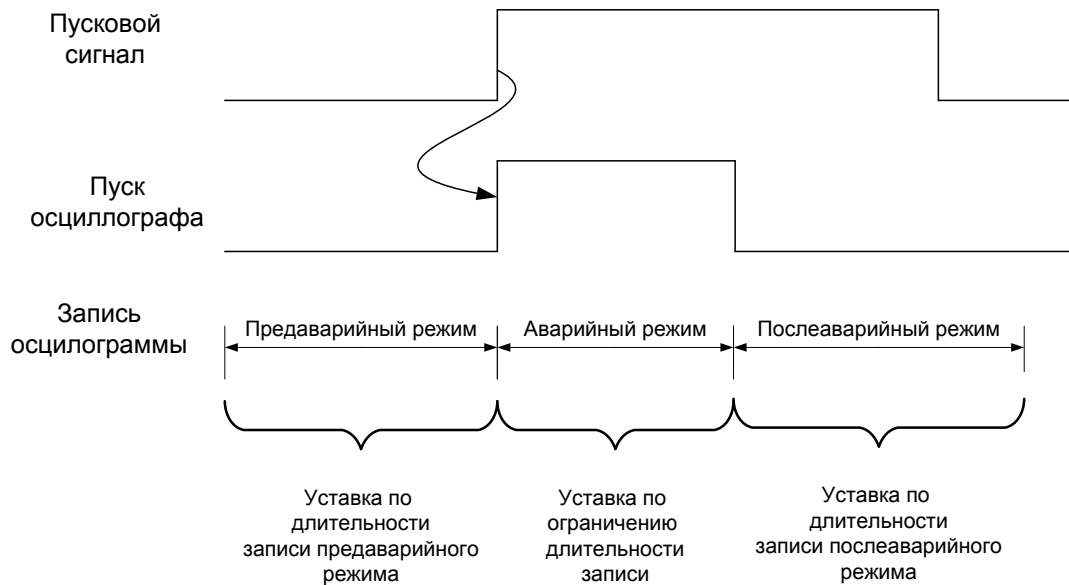 Пусковой
сигнал
Пуск
осциллографа
Запись
осцилограммы
Предаварийный режим
Аварийный режим
Послеаварийный режим
Уставка по
длительности
записи предаварийного
режима
Уставка по
ограничению
длительности
записи
Уставка по
длительности
записи послеаварийного
режима